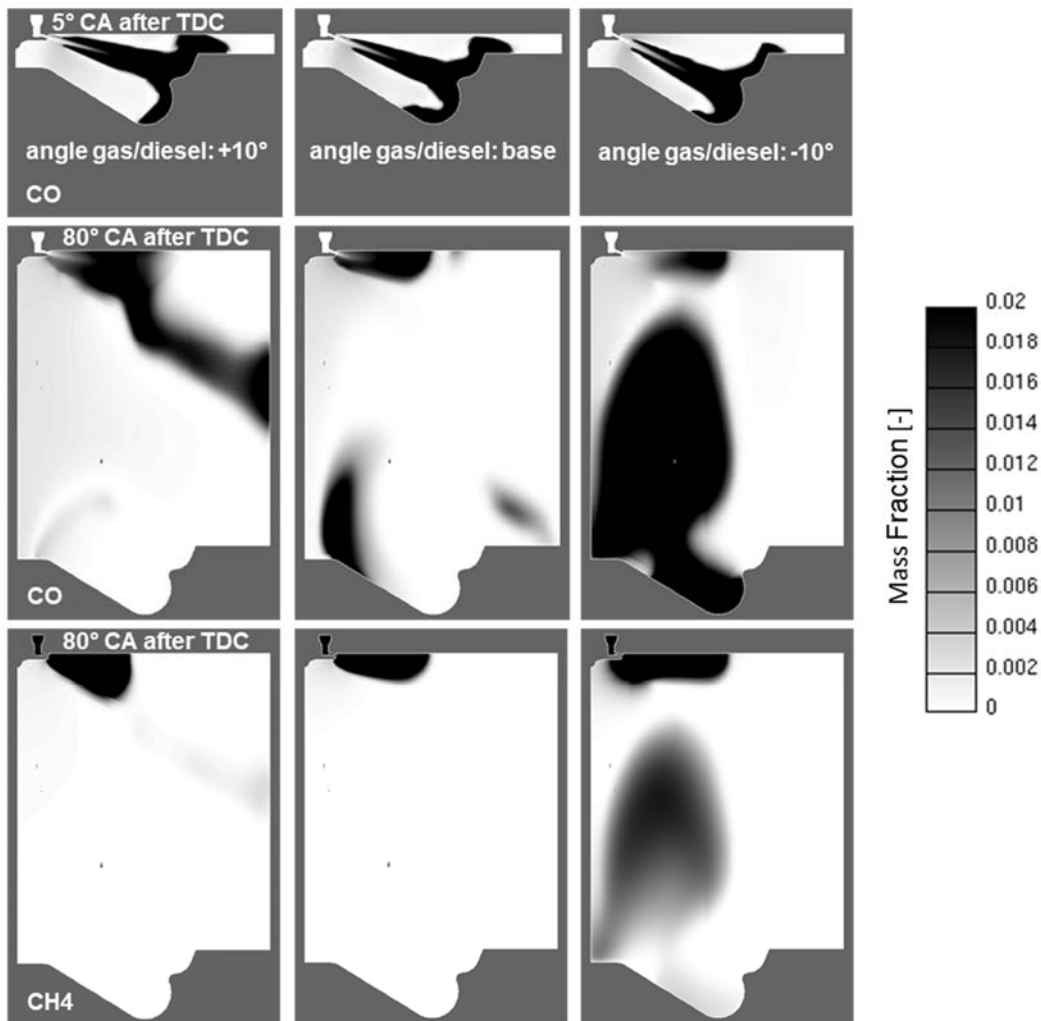 5° CA after TDC
angle gas/diesel: +10°
angle gas/diesel: base
angle gas/diesel: -10°
CO
80° CA after TDC
CO
80° CA after TDC
CH4
Mass Fraction [-]
0.02
0.018
0.016
0.014
0.012
0.01
0.008
0.006
0.004
0.002
0